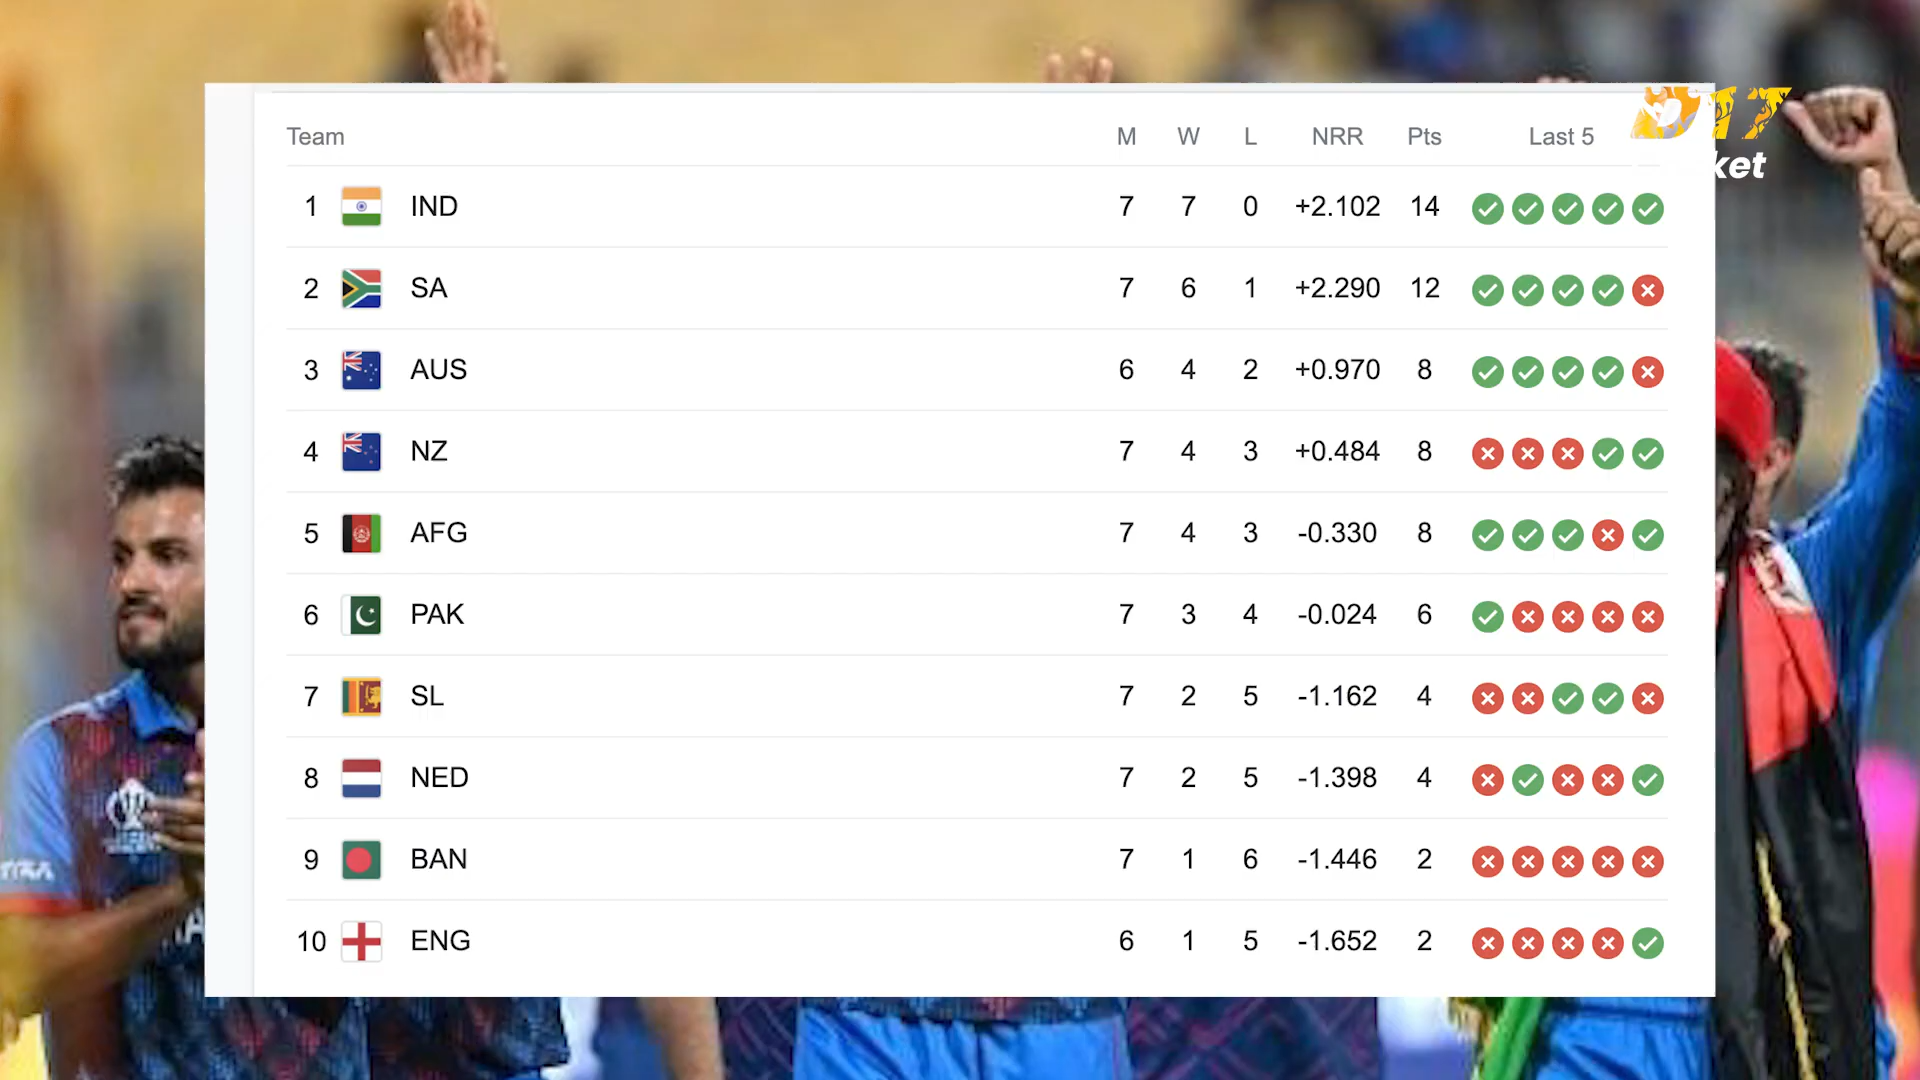 Team M W L NRR Pts Last 5
D17
ket
1 IND 7 7 0 +2.102 14
2 SA 7 6 1 +2.290 12
3 AUS 6 4 2 +0.970 8
4 NZ 7 4 3 +0.484 8
5 AFG 7 4 3 -0.330 8
6 PAK 7 3 4 -0.024 6
7 SL 7 2 5 -1.162 4
8 NED 7 2 5 -1.398 4
9 BAN 7 1 6 -1.446 2
10 ENG 6 1 5 -1.652 2